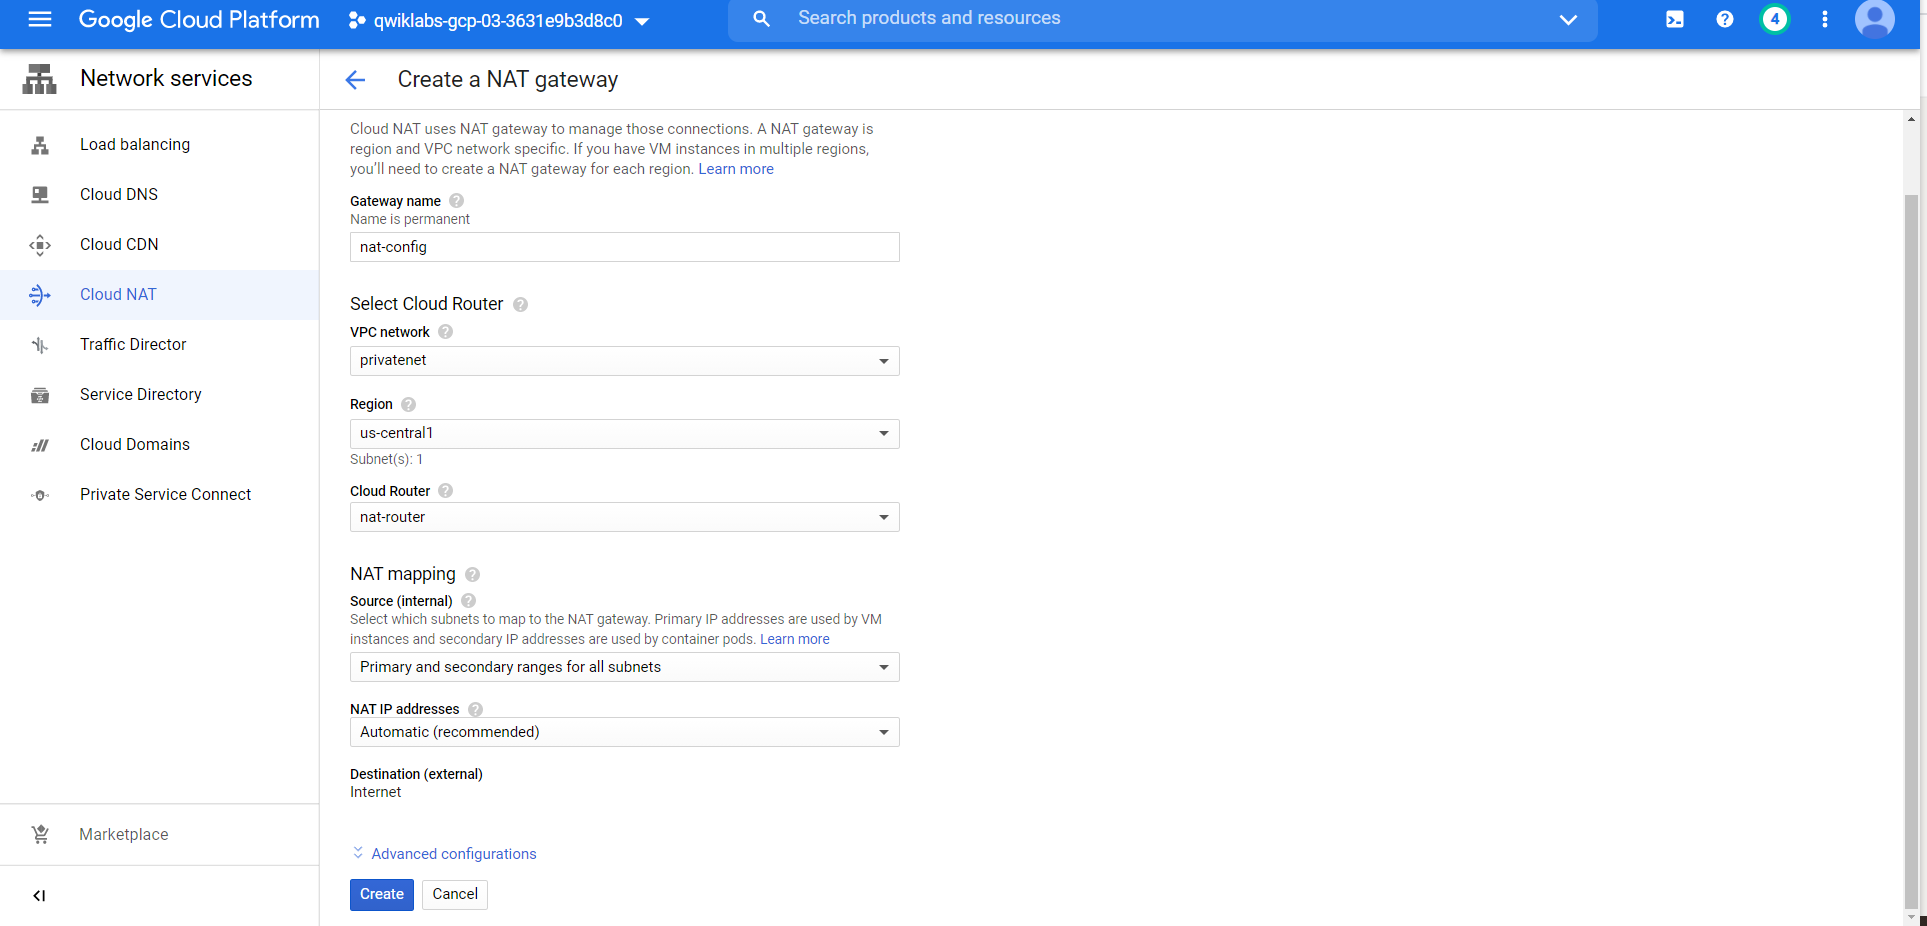 Google Cloud Platform
qwiklabs-gcp-03-3631e9b3d8c0
Search products and resources
4
Network services
Create a NAT gateway
Load balancing
Cloud DNS
Cloud CDN
Cloud NAT
Traffic Director
Service Directory
Cloud Domains
Private Service Connect
Marketplace
Cloud NAT uses NAT gateway to manage those connections. A NAT gateway is
region and VPC network specific. If you have VM instances in multiple regions,
you’ll need to create a NAT gateway for each region. Learn more
Gateway name
Name is permanent
nat-config
Select Cloud Router
VPC network
privatenet
Region
us-central1
Subnet(s): 1
Cloud Router
nat-router
NAT mapping
Source (internal)
Select which subnets to map to the NAT gateway. Primary IP addresses are used by VM
instances and secondary IP addresses are used by container pods. Learn more
Primary and secondary ranges for all subnets
NAT IP addresses
Automatic (recommended)
Destination (external)
Internet
Advanced configurations
Create Cancel